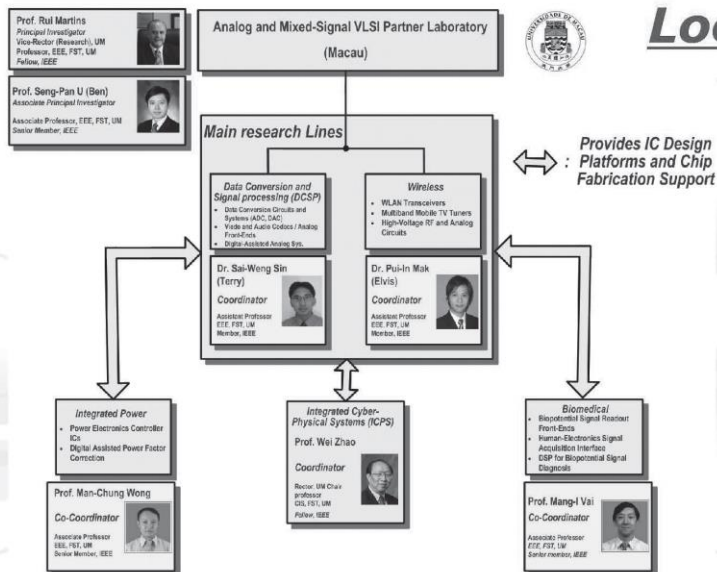 Prof. Rui Martins
Principal Investigator
Vice-Rector (Research), UM
Professor, EEE, FST, UM
Fellow, IEEE
Prof. Seng-Pan U (Ben)
Associate Principal Investigator
Associate Professor, EEE, FST, UM
Senior Member, IEEE
Analog and Mixed-Signal VLSI Partner Laboratory
(Macau)
UNIVERSIDADE DE MACAU
Loc
Main research Lines
Provides IC Design
: Platforms and Chip
Fabrication Support
Data Conversion and
Signal processing (DCSP)
• Data Conversion Circuits and
Systems (ADC, DAC)
• Viode and Audio Codecs / Analog
Front-Ends
• Digital-Assisted Analog Sys.
Wireless
• WLAN Transceivers
• Multiband Mobile TV Tuners
• High-Voltage RF and Analog
Circuits
Dr. Sai-Weng Sin
(Terry)
Coordinator
Assistant Professor
EEE, FST, UM
Member, IEEE
Dr. Pui-In Mak
(Elvis)
Coordinator
Assistant Professor
EEE, FST, UM
Member, IEEE
Integrated Power
• Power Electronics Controller
ICs
• Digital Assisted Power Factor
Correction
Prof. Man-Chung Wong
Co-Coordinator
Associate Professor
EEE, FST, UM
Senior Member, IEEE
Integrated Cyber-
Physical Systems (ICPS)
Prof. Wei Zhao
Coordinator
Rector, UM Chair
professor
CIS, FST, UM
Fellow, IEEE
Biomedical
• Biopotential Signal Readout
Front-Ends
• Human-Electronics Signal
Acquisition Interface
• DSP for Biopotential Signal
Diagnosis
Prof. Mang-I Vai
Co-Coordinator
Associate Professor
EEE, FST, UM
Senior member, IEEE